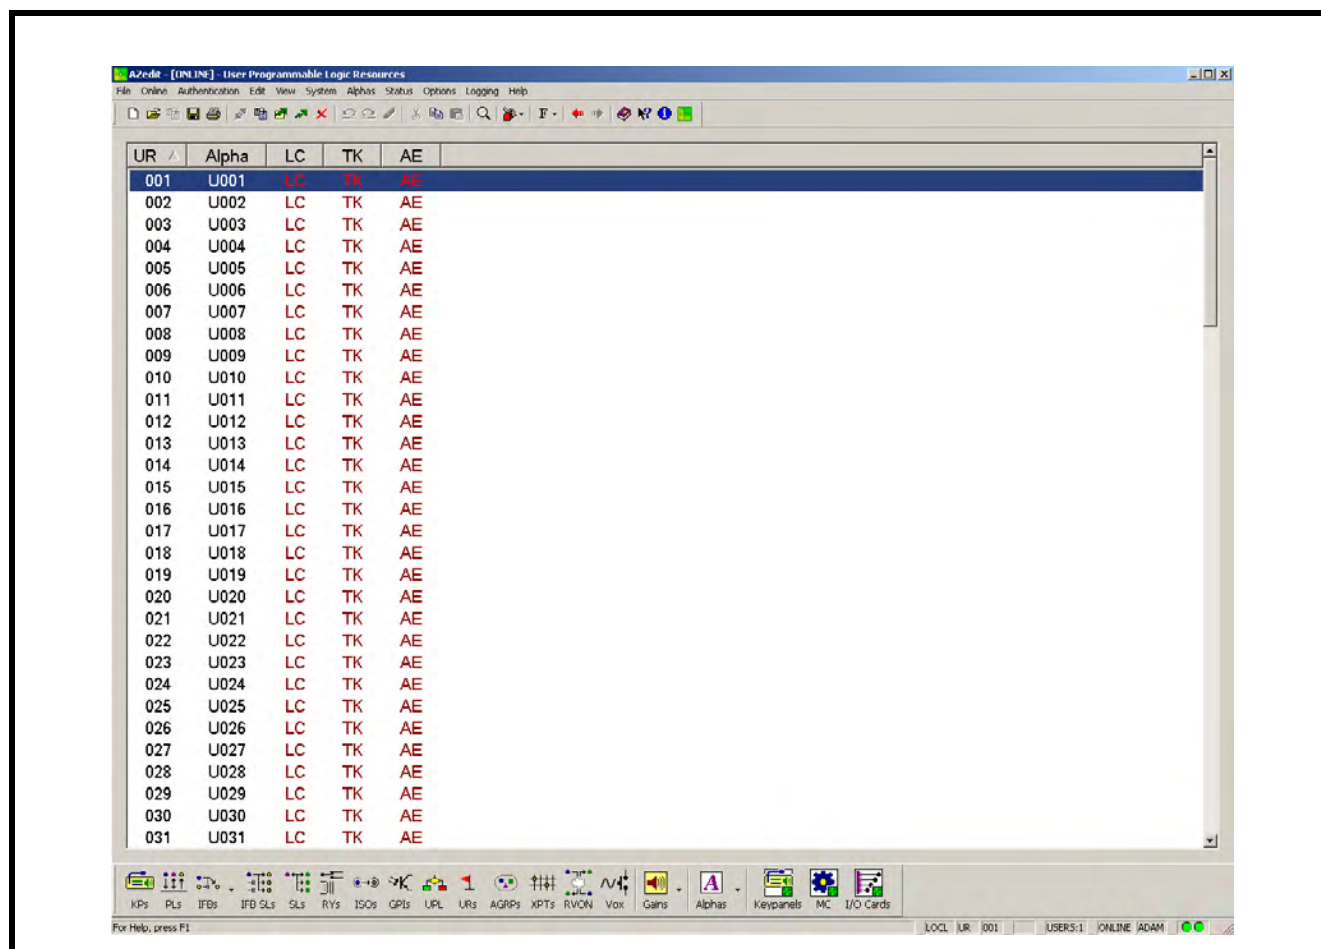 AZedit - [ONLINE] - User Programmable Logic Resources
File Online Authentication Edit View System Alphas Status Options Logging Help
F
UR Alpha LC TK AE
001 U001 LC TK AE
002 U002 LC TK AE
003 U003 LC TK AE
004 U004 LC TK AE
005 U005 LC TK AE
006 U006 LC TK AE
007 U007 LC TK AE
008 U008 LC TK AE
009 U009 LC TK AE
010 U010 LC TK AE
011 U011 LC TK AE
012 U012 LC TK AE
013 U013 LC TK AE
014 U014 LC TK AE
015 U015 LC TK AE
016 U016 LC TK AE
017 U017 LC TK AE
018 U018 LC TK AE
019 U019 LC TK AE
020 U020 LC TK AE
021 U021 LC TK AE
022 U022 LC TK AE
023 U023 LC TK AE
024 U024 LC TK AE
025 U025 LC TK AE
026 U026 LC TK AE
027 U027 LC TK AE
028 U028 LC TK AE
029 U029 LC TK AE
030 U030 LC TK AE
031 U031 LC TK AE
A
KPs PLs IFBs IFB SLs SLs RYs ISOs GPIs UPL URs AGRPs XPTs RVON Vox Gains Alphas Keypanels MC I/O Cards
For Help, press F1 LOCL UR 001 USERS:1 ONLINE ADAM